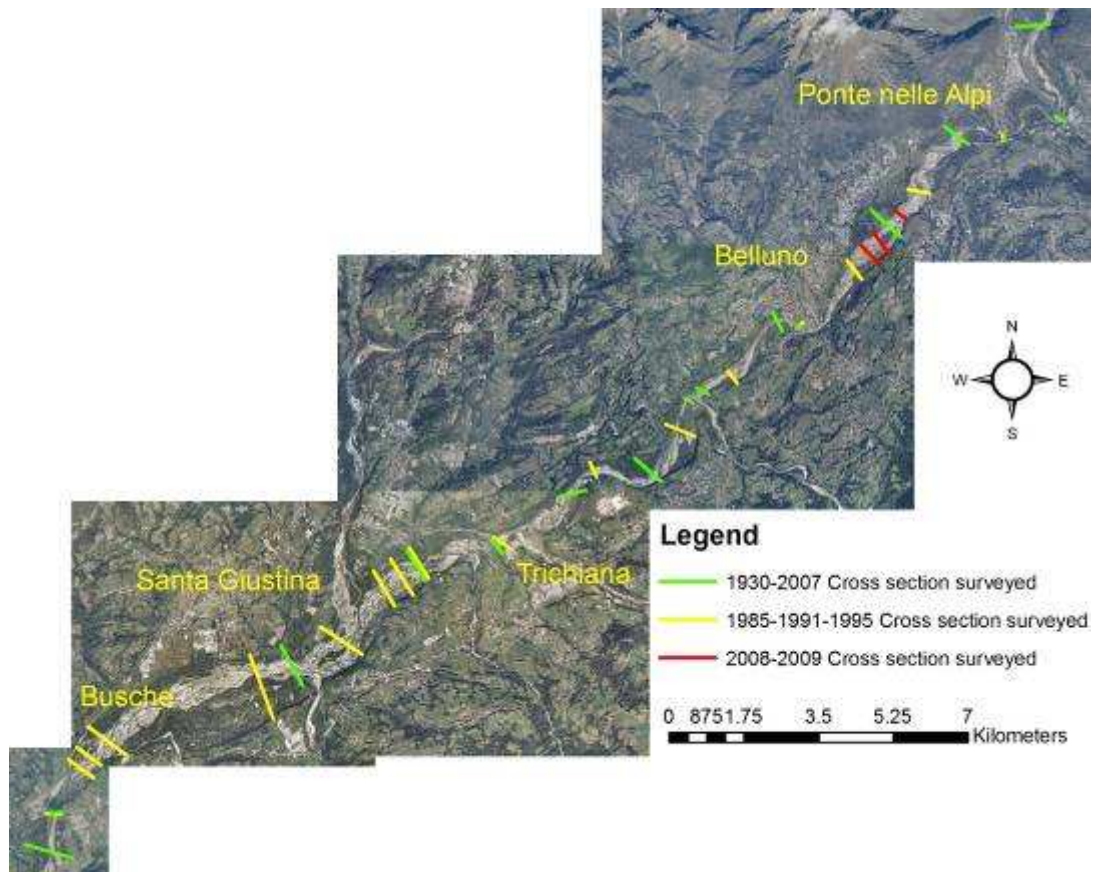 Ponte nelle Alpi
Belluno
N
W E
S
Trichiana
Santa Giustina
Busche
Legend
1930-2007 Cross section surveyed
1985-1991-1995 Cross section surveyed
2008-2009 Cross section surveyed
0 8751.75 3.5 5.25 7
Kilometers